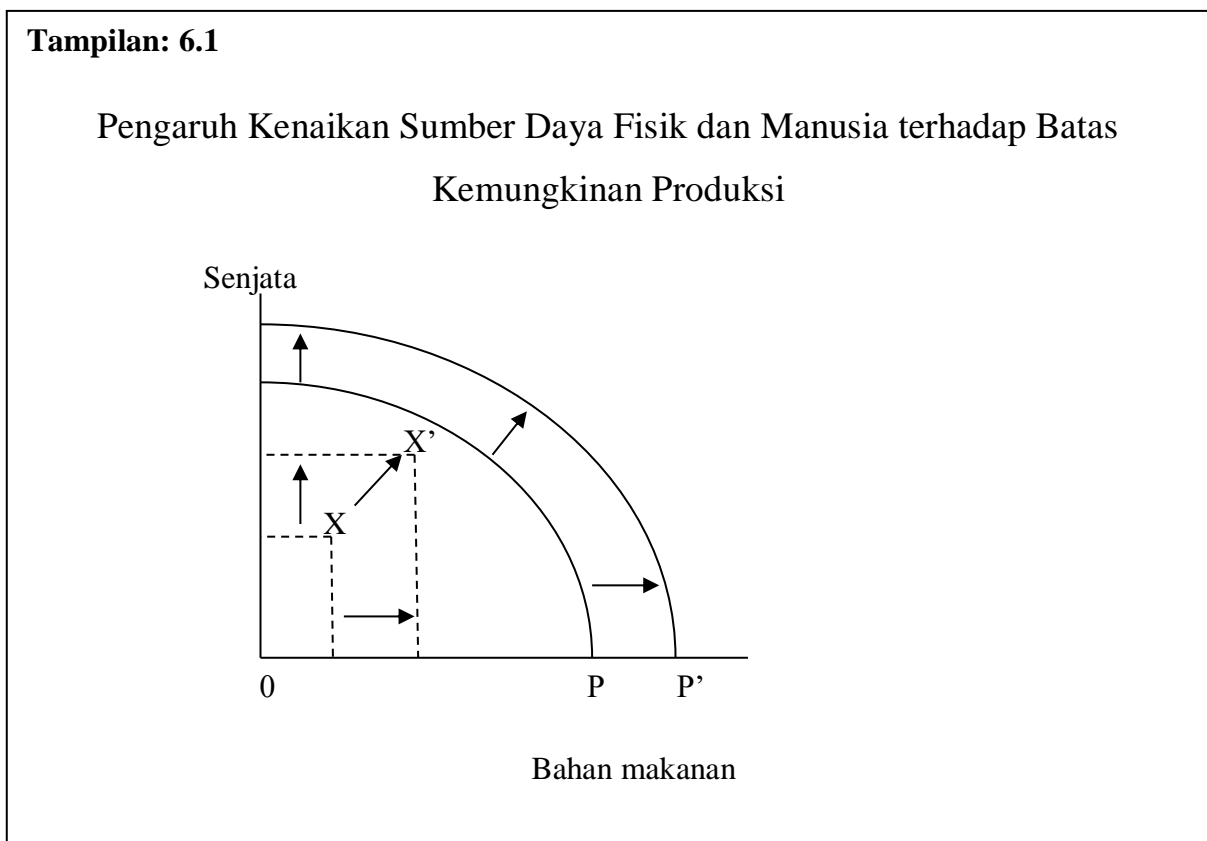 Tampilan: 6.1
Pengaruh Kenaikan Sumber Daya Fisik dan Manusia terhadap Batas
Kemungkinan Produksi
Senjata
X’
X
0 P P’
Bahan makanan